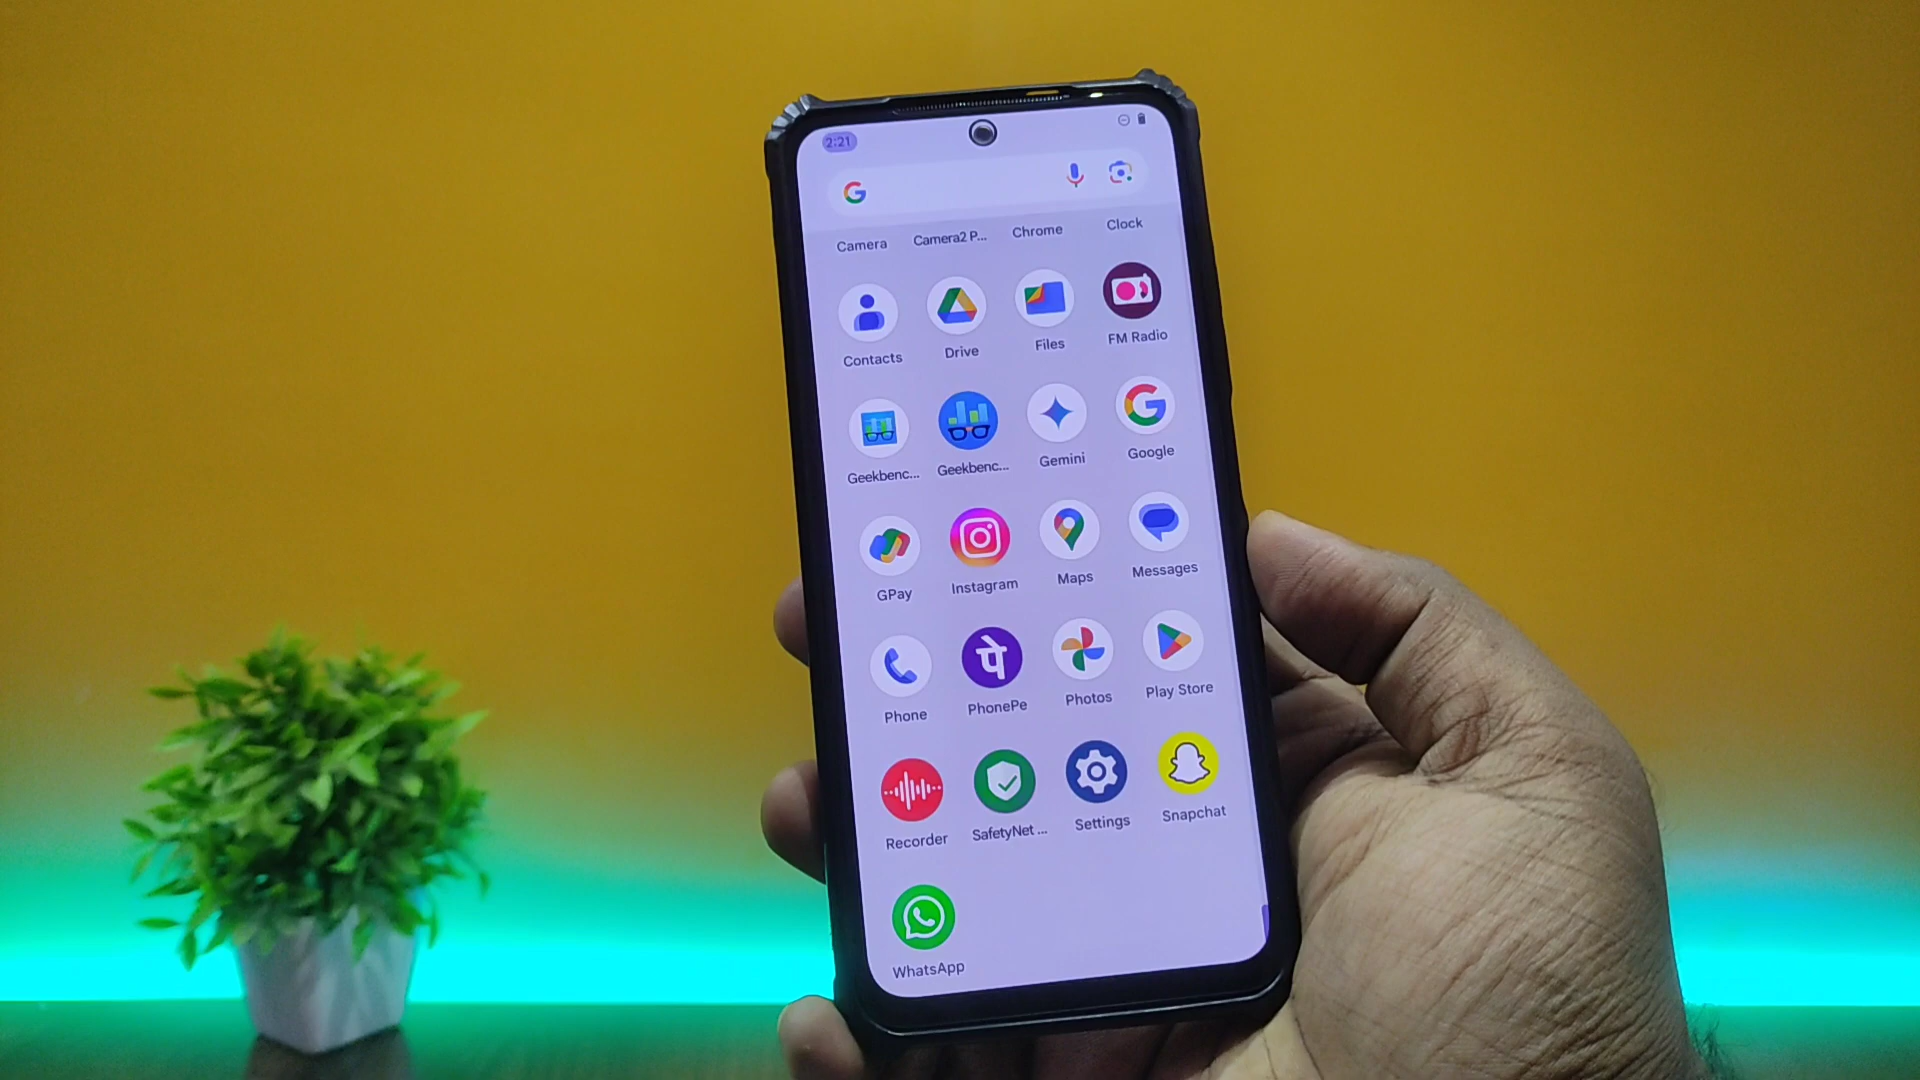 2:21
Camera Camera2 P... Chrome Clock
Contacts Drive Files FM Radio
Geekbenc... Geekbenc... Gemini Google
GPay Instagram Maps Messages
पे
Phone PhonePe Photos Play Store
Recorder SafetyNet ... Settings Snapchat
WhatsApp